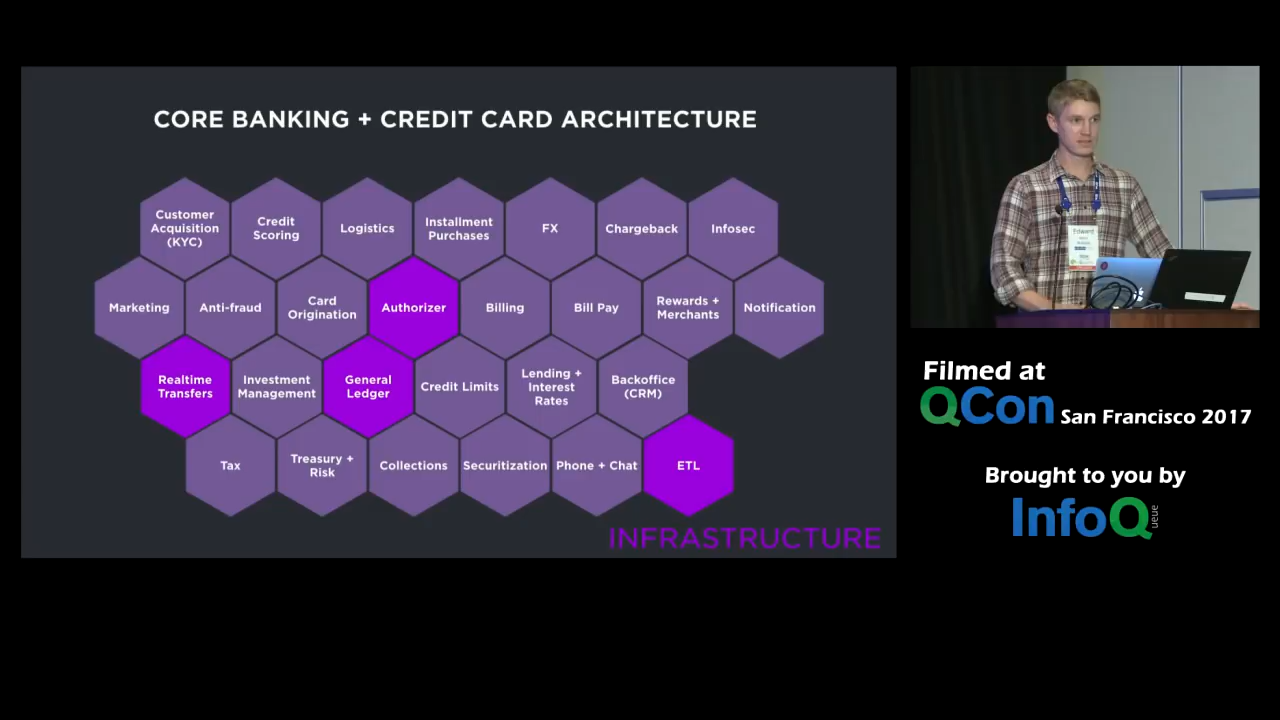 CORE BANKING + CREDIT CARD ARCHITECTURE
Customer
Acquisition
(KYC)
Credit
Scoring
Logistics
Installment
Purchases
FX
Chargeback
Infosec
Marketing
Anti-fraud
Card
Origination
Authorizer
Billing
Bill Pay
Rewards +
Merchants
Notification
Realtime
Transfers
Investment
Management
General
Ledger
Credit Limits
Lending +
Interest
Rates
Backoffice
(CRM)
Tax
Treasury +
Risk
Collections
Securitization
Phone + Chat
ETL
INFRASTRUCTURE
Edward
Filmed at
QCon San Francisco 2017
Brought to you by
InfoQ
ueue